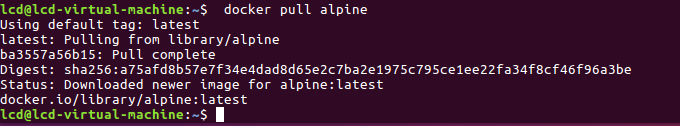 lcd@lcd-virtual-machine:~$  docker pull alpine
Using default tag: latest
latest: Pulling from library/alpine
ba3557a56b15: Pull complete
Digest: sha256:a75afd8b57e7f34e4dad8d65e2c7ba2e1975c795ce1ee22fa34f8cf46f96a3be
Status: Downloaded newer image for alpine:latest
docker.io/library/alpine:latest
lcd@lcd-virtual-machine:~$